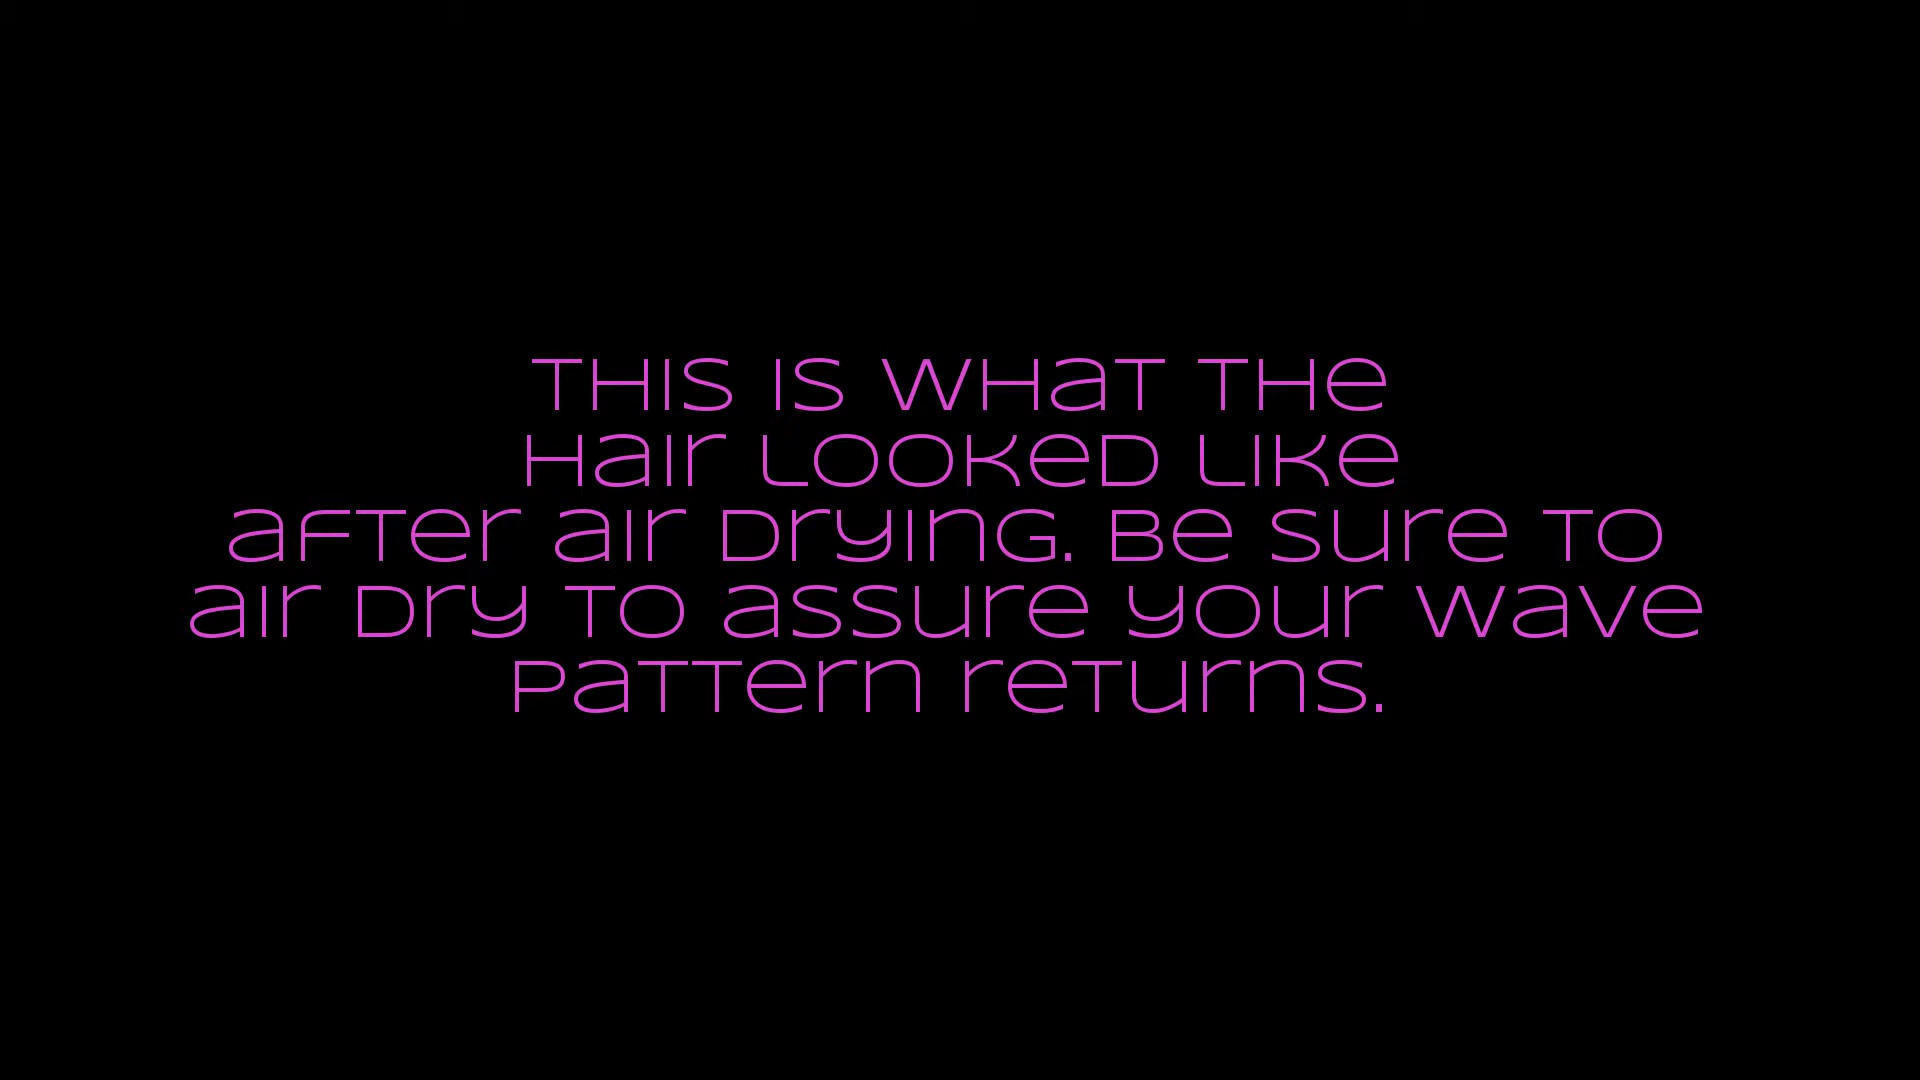 This is what the
hair looked like
after air drying. Be sure to
air dry to assure your wave
pattern returns.